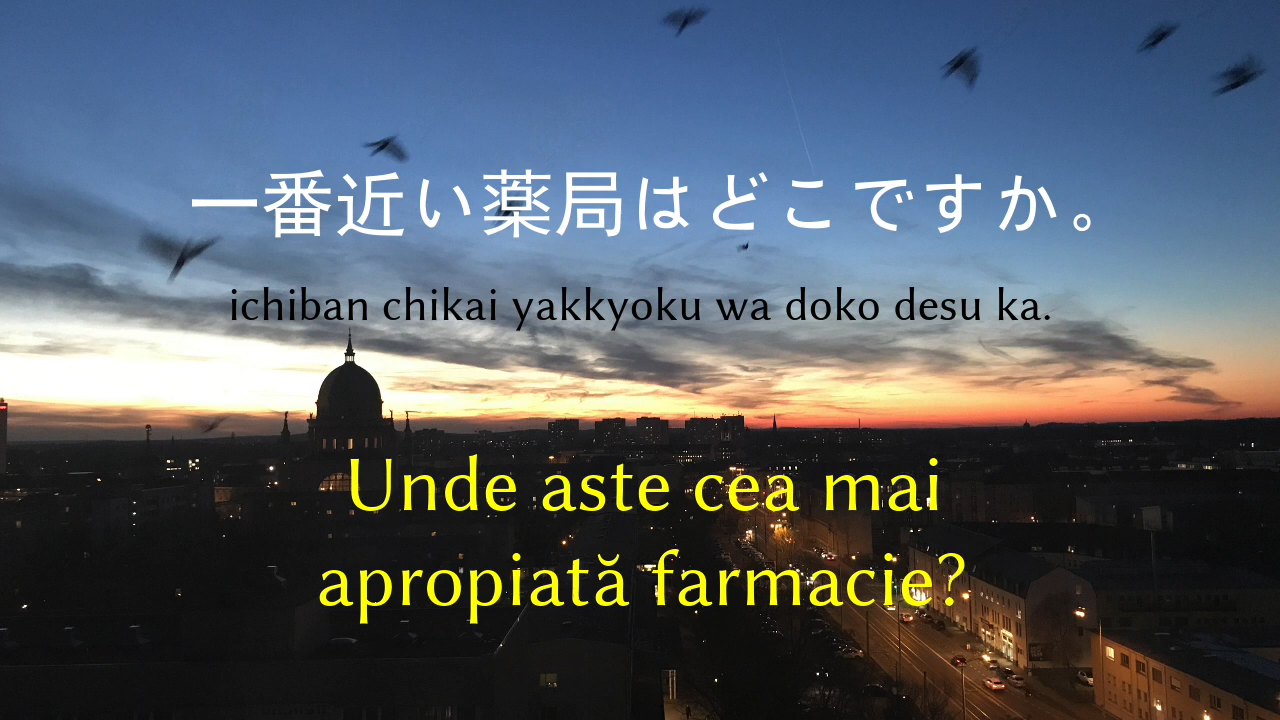 一番近い薬局はどこですか。
ichiban chikai yakkyoku wa doko desu ka.
Unde aste cea mai
apropiată farmacie?